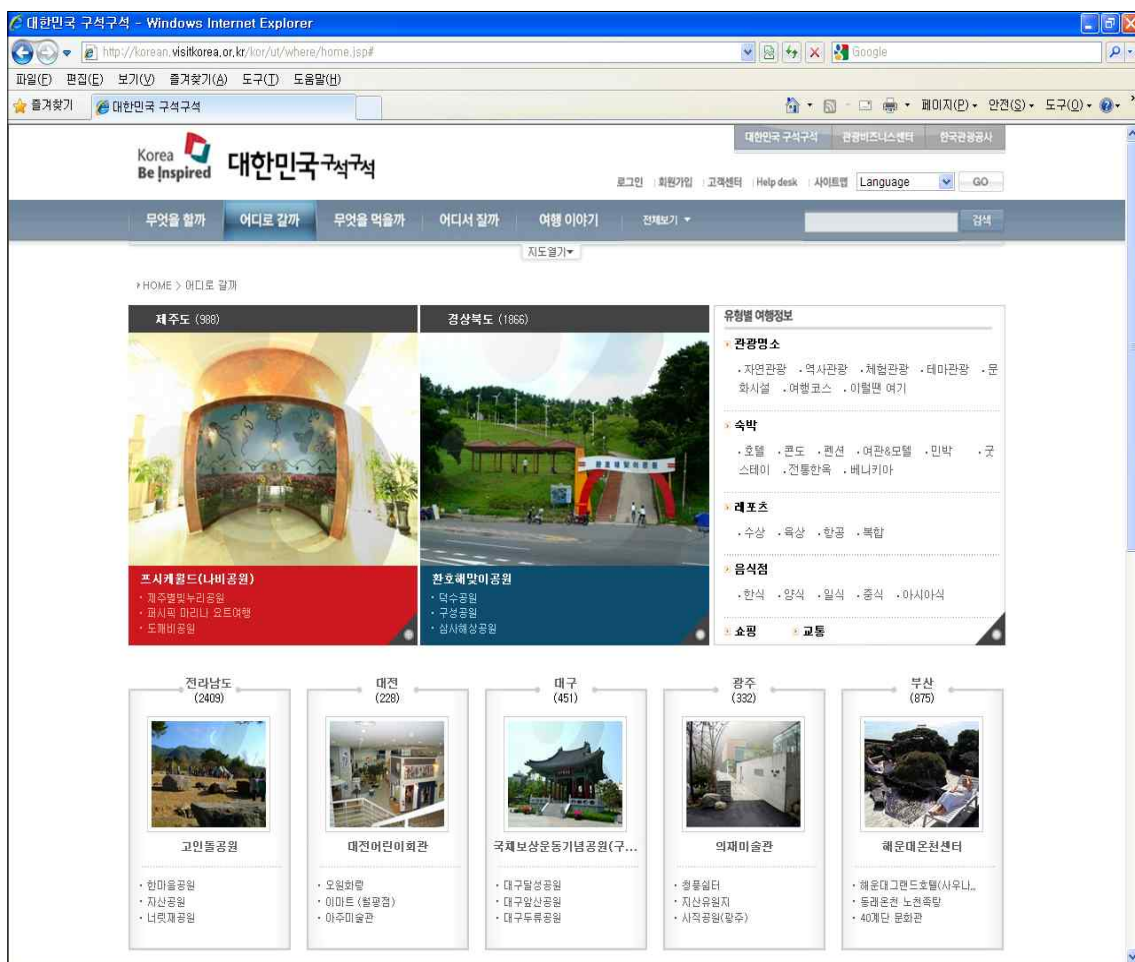 대한민국 구석구석 - Windows Internet Explorer
http://korean.visitkorea.or.kr/kor/ut/where/home.jsp#
Google
파일(F) 편집(E) 보기(V) 즐겨찾기(A) 도구(T) 도움말(H)
즐겨찾기 대한민국 구석구석 페이지(P) 안전(S) 도구(O)
대한민국 구석구석 관광비즈니스센터 한국관광공사
Korea
Be Inspired
대한민국 구석구석
로그인 회원가입 고객센터 Help desk 사이트맵 Language GO
무엇을 할까 어디로 갈까 무엇을 먹을까 어디서 잘까 여행 이야기 전체보기 검색
지도열기
HOME > 어디로 갈까
제주도 (988)
프시케월드(나비공원)
· 제주별빛누리공원
· 퍼시픽 마리나 요트여행
· 도깨비공원
경상북도 (1866)
환호해맞이공원
환호해맞이공원
· 덕수공원
· 구성공원
· 삼사해상공원
유형별 여행정보
관광명소
·자연관광 ·역사관광 ·체험관광 ·테마관광 ·문
화시설 ·여행코스 ·이럴땐 여기
숙박
·호텔 ·콘도 ·펜션 ·여관&모텔 ·민박 ·굿
스테이 ·전통한옥 ·베니키아
레포츠
·수상 ·육상 ·항공 ·복합
음식점
·한식 ·양식 ·일식 ·중식 ·아시아식
쇼핑 교통
전라남도
(2409)
고인돌공원
· 한마음공원
· 자산공원
· 너릿재공원
대전
(228)
대전어린이회관
· 오원화랑
· 이마트 (월평점)
· 아주미술관
대구
(451)
국채보상운동기념공원(구...
· 대구달성공원
· 대구앞산공원
· 대구두류공원
광주
(332)
의재미술관
· 청풍쉼터
· 지산유원지
· 사직공원(광주)
부산
(875)
해운대온천센터
· 해운대그랜드호텔(사우나...
· 동래온천 노천족탕
· 40계단 문화관